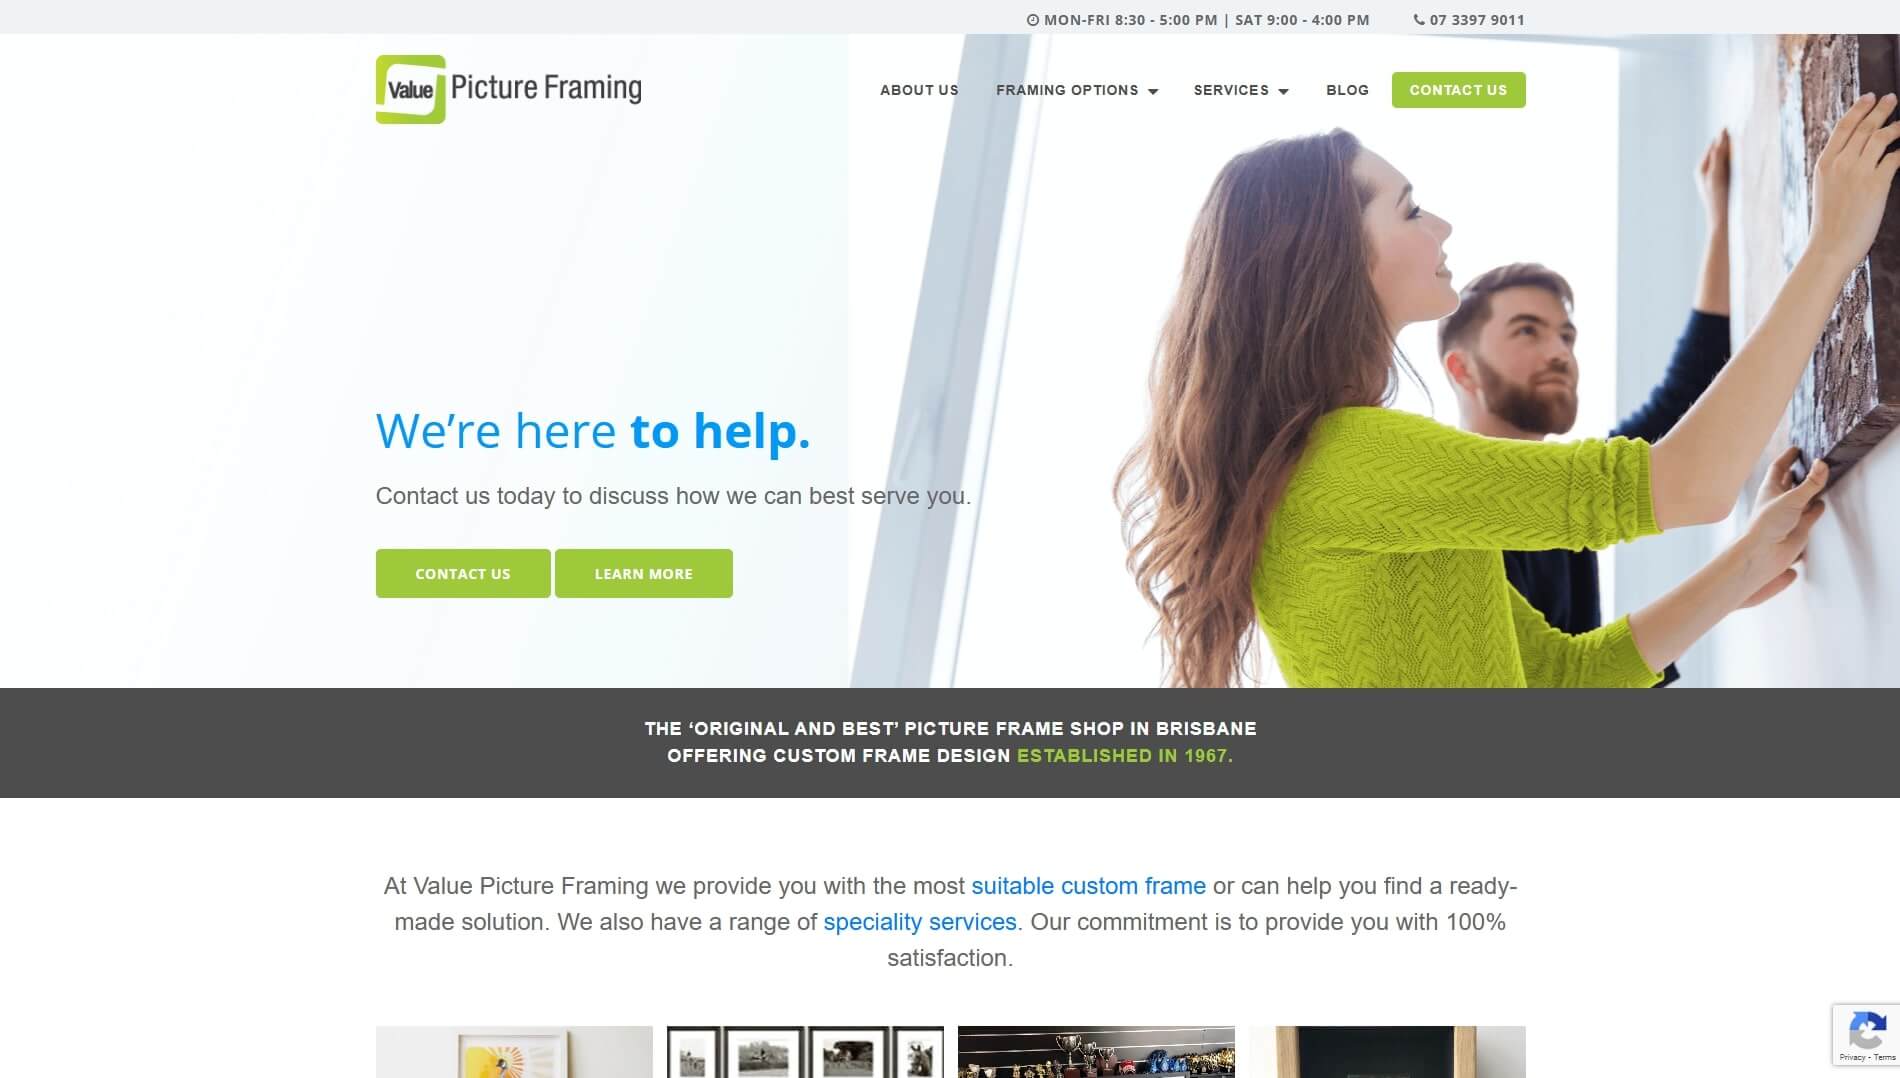 MON-FRI 8:30 - 5:00 PM | SAT 9:00 - 4:00 PM 07 3397 9011
Value Picture Framing
ABOUT US FRAMING OPTIONS SERVICES BLOG CONTACT US
We’re here to help.
Contact us today to discuss how we can best serve you.
CONTACT US LEARN MORE
THE ‘ORIGINAL AND BEST’ PICTURE FRAME SHOP IN BRISBANE
OFFERING CUSTOM FRAME DESIGN ESTABLISHED IN 1967.
At Value Picture Framing we provide you with the most suitable custom frame or can help you find a ready-
made solution. We also have a range of speciality services. Our commitment is to provide you with 100%
satisfaction.
Privacy - Terms